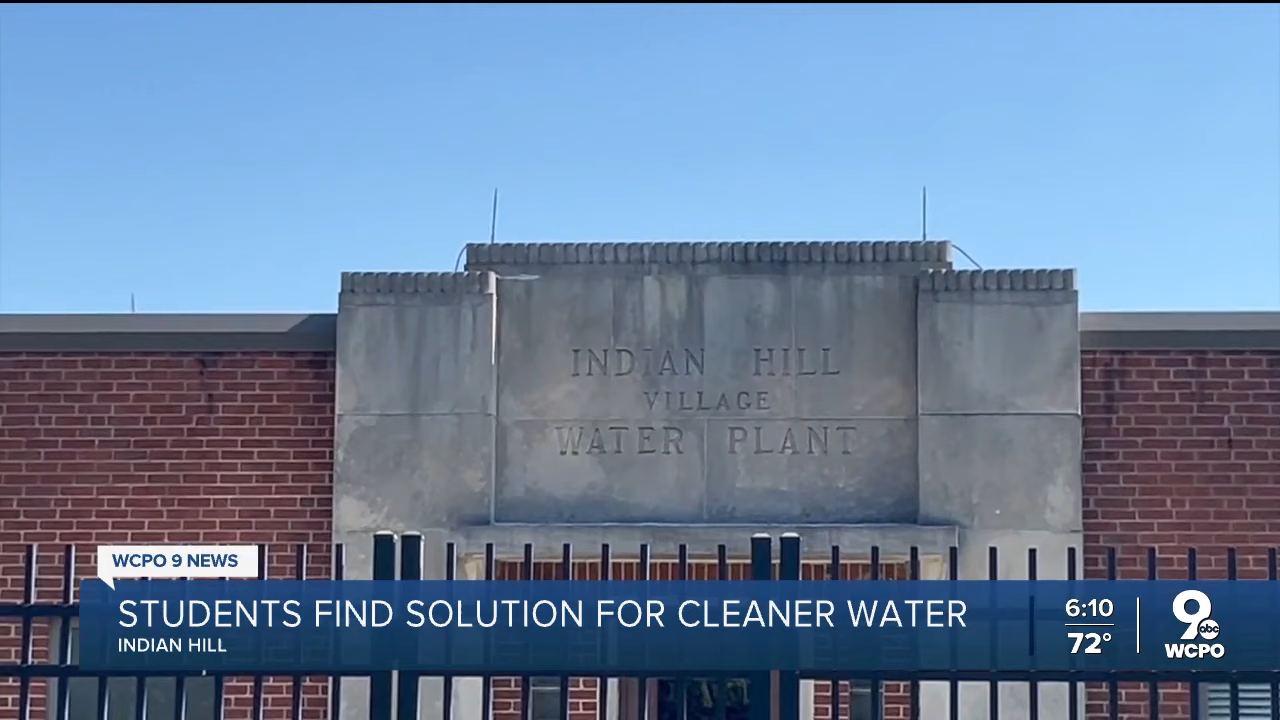 INDIAN HILL
VILLAGE
WATER PLANT
WCPO 9 NEWS
STUDENTS FIND SOLUTION FOR CLEANER WATER
INDIAN HILL
6:10
72°
9
abc
WCPO